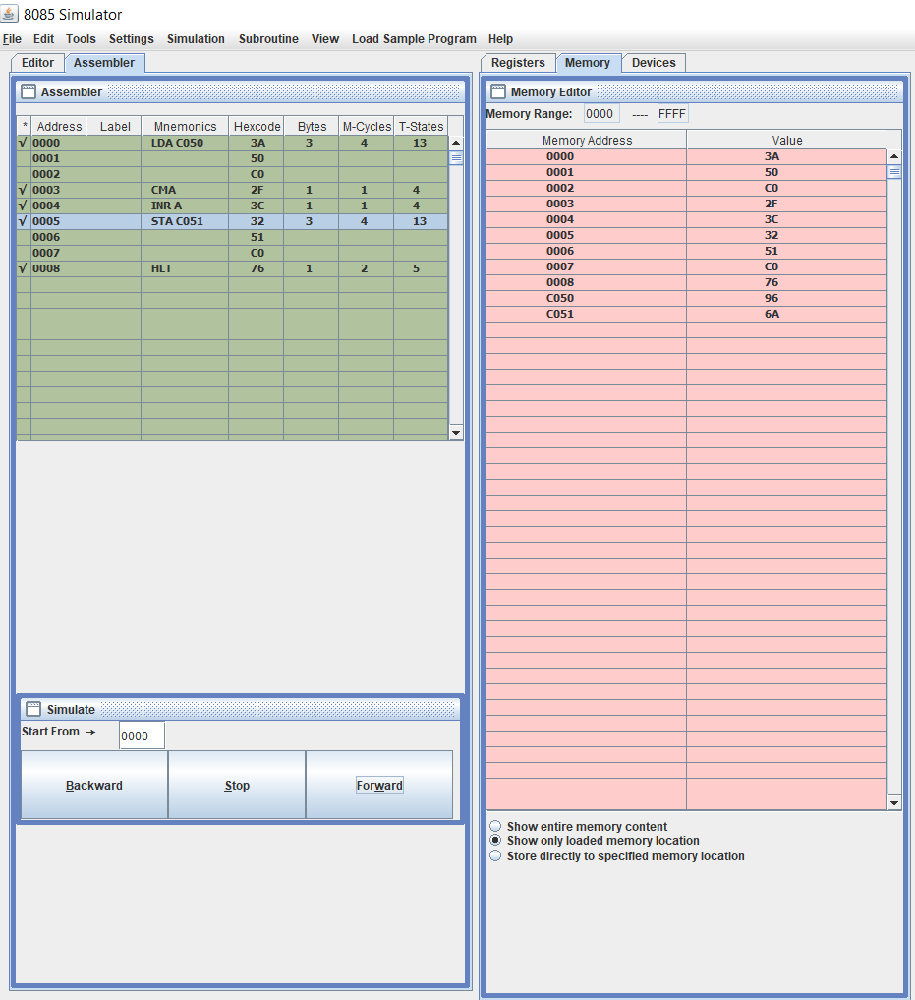 8085 Simulator
File Edit Tools Settings Simulation Subroutine View Load Sample Program Help
Editor Assembler
Assembler
* Address Label Mnemonics Hexcode Bytes M-Cycles T-States
√ 0000 LDA C050 3A 3 4 13
0001 50
0002 C0
√ 0003 CMA 2F 1 1 4
√ 0004 INR A 3C 1 1 4
√ 0005 STA C051 32 3 4 13
0006 51
0007 C0
√ 0008 HLT 76 1 2 5
Simulate
Start From → 0000
Backward Stop Forward
Registers Memory Devices
Memory Editor
Memory Range: 0000 ---- FFFF
Memory Address Value
0000 3A
0001 50
0002 C0
0003 2F
0004 3C
0005 32
0006 51
0007 C0
0008 76
C050 96
C051 6A
Show entire memory content
Show only loaded memory location
Store directly to specified memory location